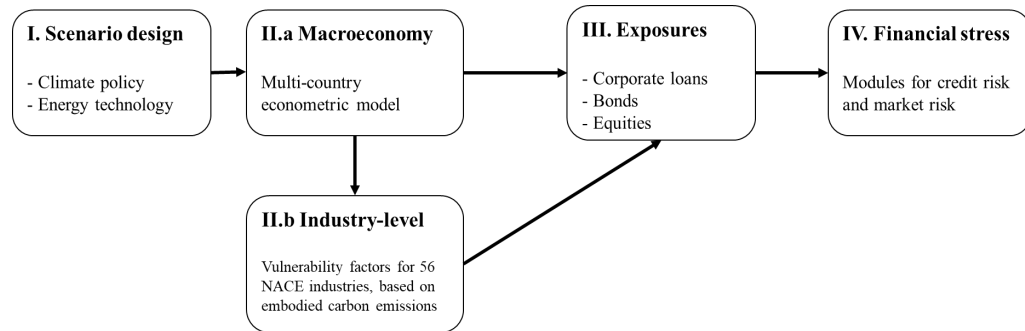 I. Scenario design
- Climate policy
- Energy technology
II.a Macroeconomy
Multi-country
econometric model
III. Exposures
- Corporate loans
- Bonds
- Equities
IV. Financial stress
Modules for credit risk
and market risk
II.b Industry-level
Vulnerability factors for 56
NACE industries, based on
embodied carbon emissions